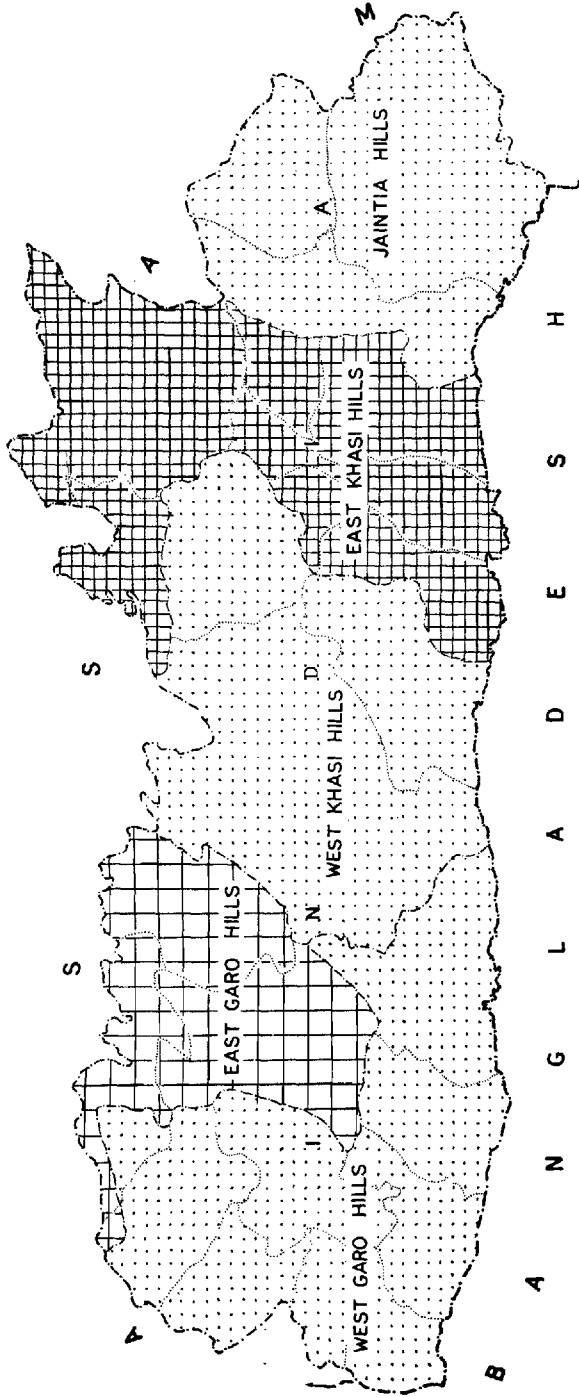 A S S A M
EAST GARO HILLS
I N D I A
WEST GARO HILLS
WEST KHASI HILLS
EAST KHASI HILLS
JAINTIA HILLS
B A N G L A D E S H